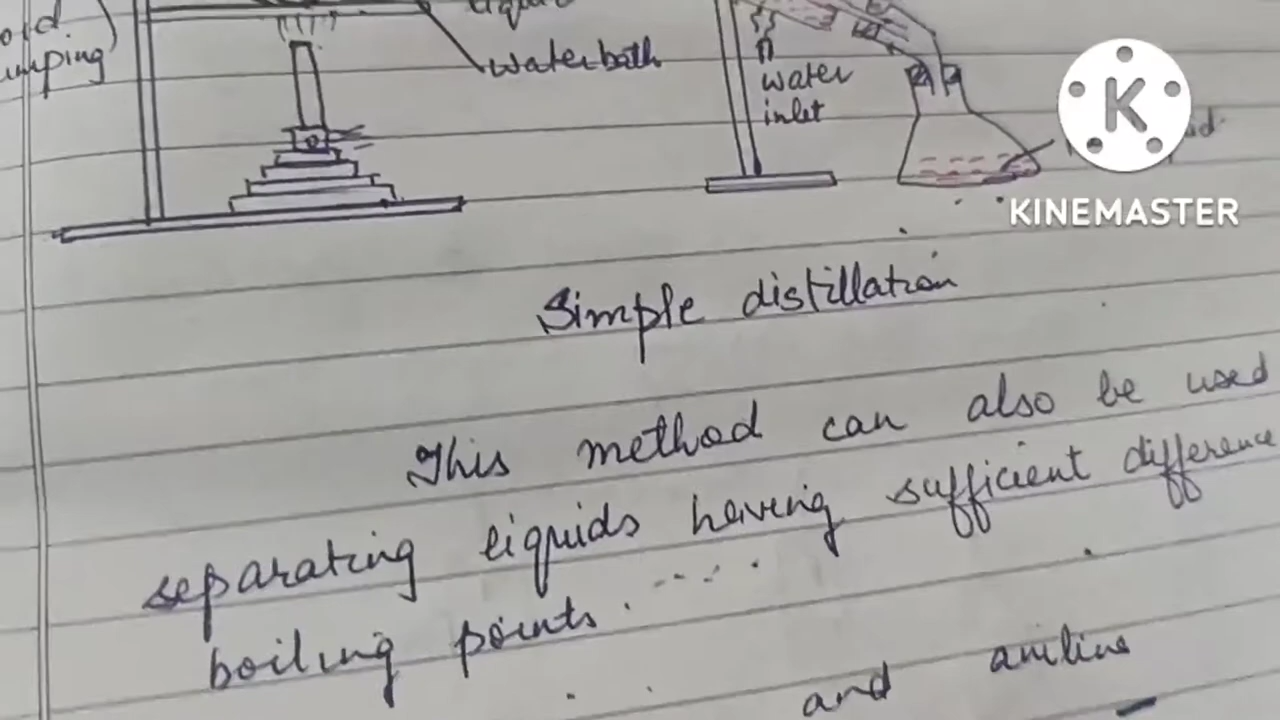 umping
waterbath
water
inlet
K
KINEMASTER
Simple distillation
This method can also be used
separating liquids having sufficient difference
boiling points.
and aniline